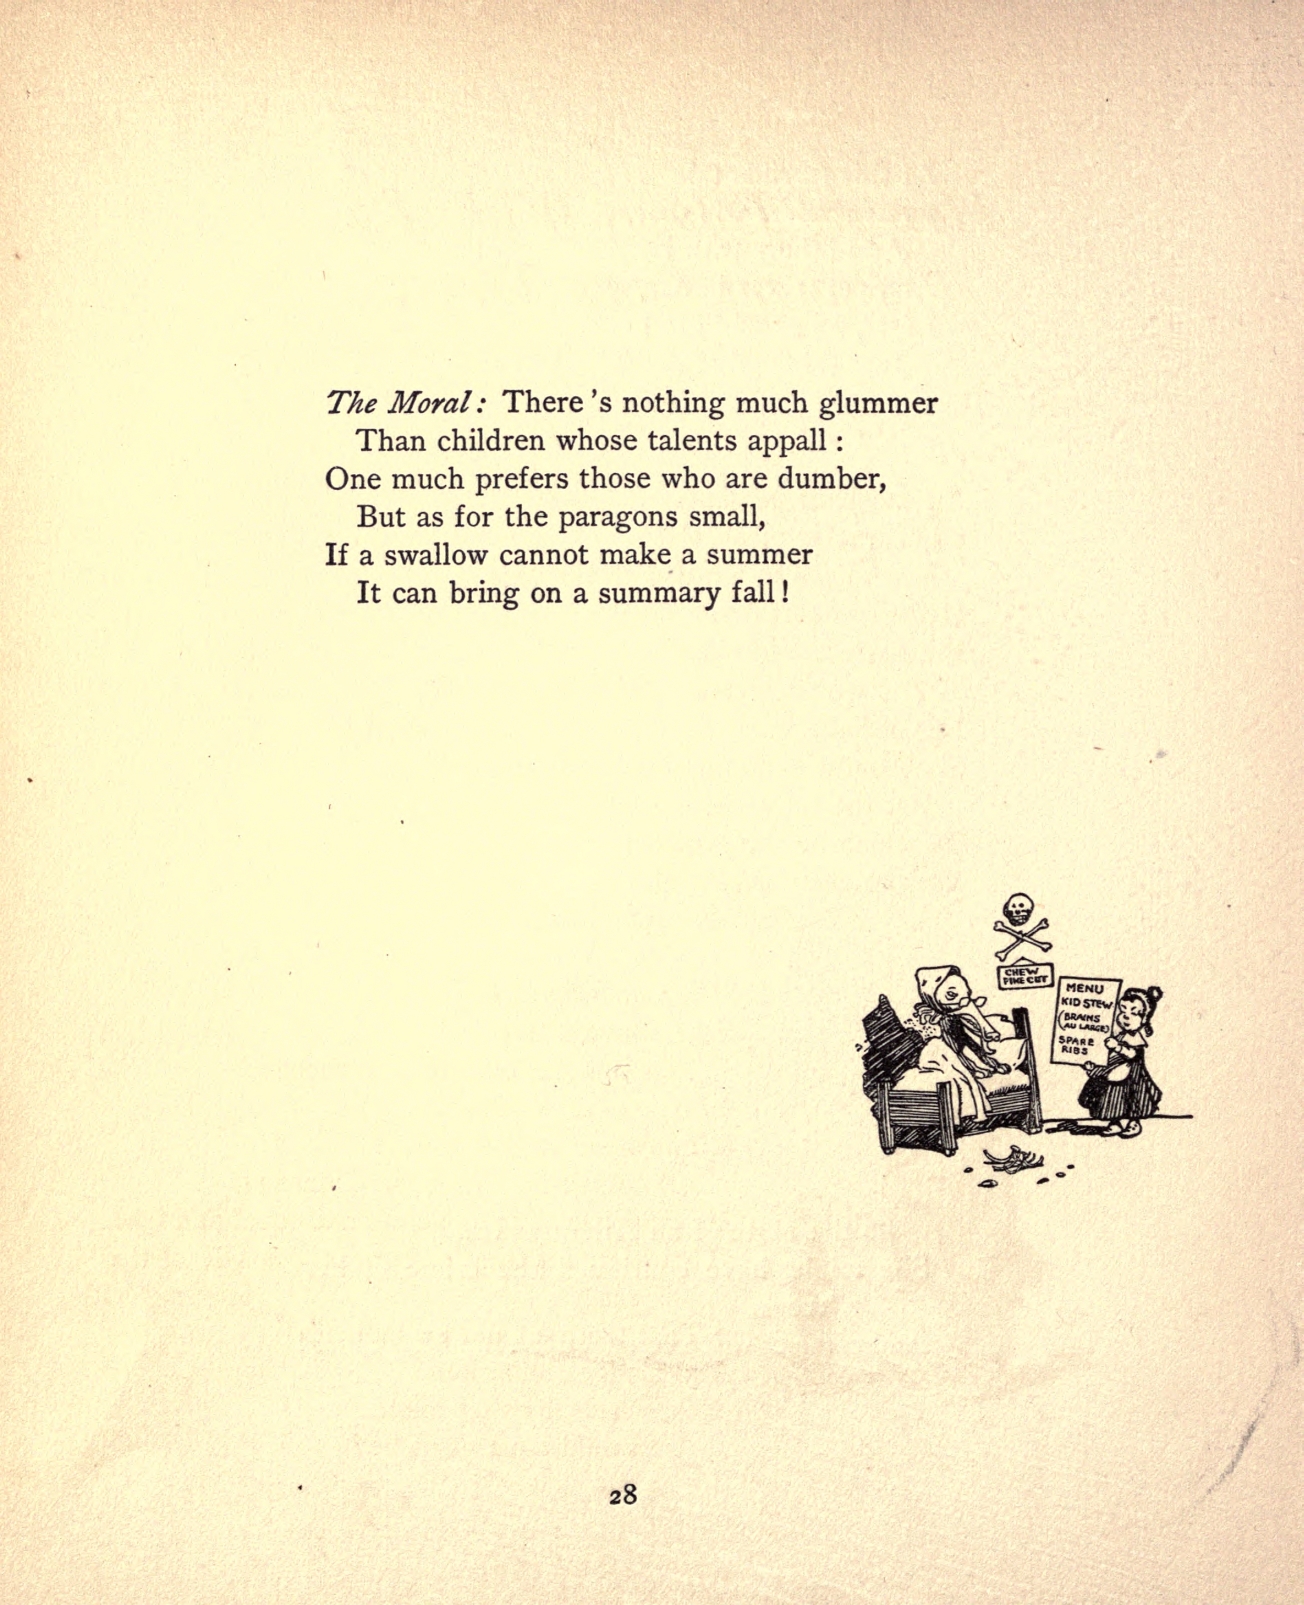 The Moral: There 's nothing much glummer
Than children whose talents appall :
One much prefers those who are dumber,
But as for the paragons small,
If a swallow cannot make a summer
It can bring on a summary fall !
CHEW
FINE CUT
MENU
KID STEW
(BRAINS
AU LARGE)
SPARE
RIBS
28